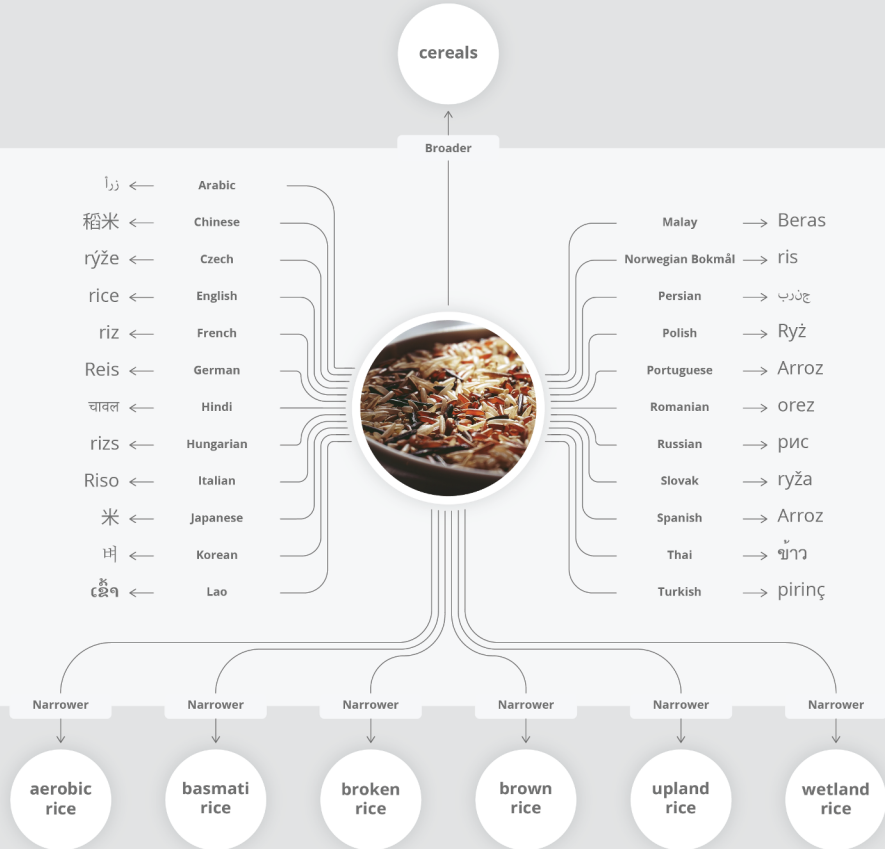 cereals
Broader
زرأ Arabic
稻米 Chinese
rýže Czech
rice English
riz French
Reis German
चावल Hindi
rizs Hungarian
Riso Italian
米 Japanese
벼 Korean
ເຂົ້າ Lao
Malay Beras
Norwegian Bokmål ris
Persian جنرب
Polish Ryż
Portuguese Arroz
Romanian orez
Russian рис
Slovak ryža
Spanish Arroz
Thai ข้าว
Turkish pirinç
Narrower Narrower Narrower Narrower Narrower Narrower
aerobic rice
basmati rice
broken rice
brown rice
upland rice
wetland rice